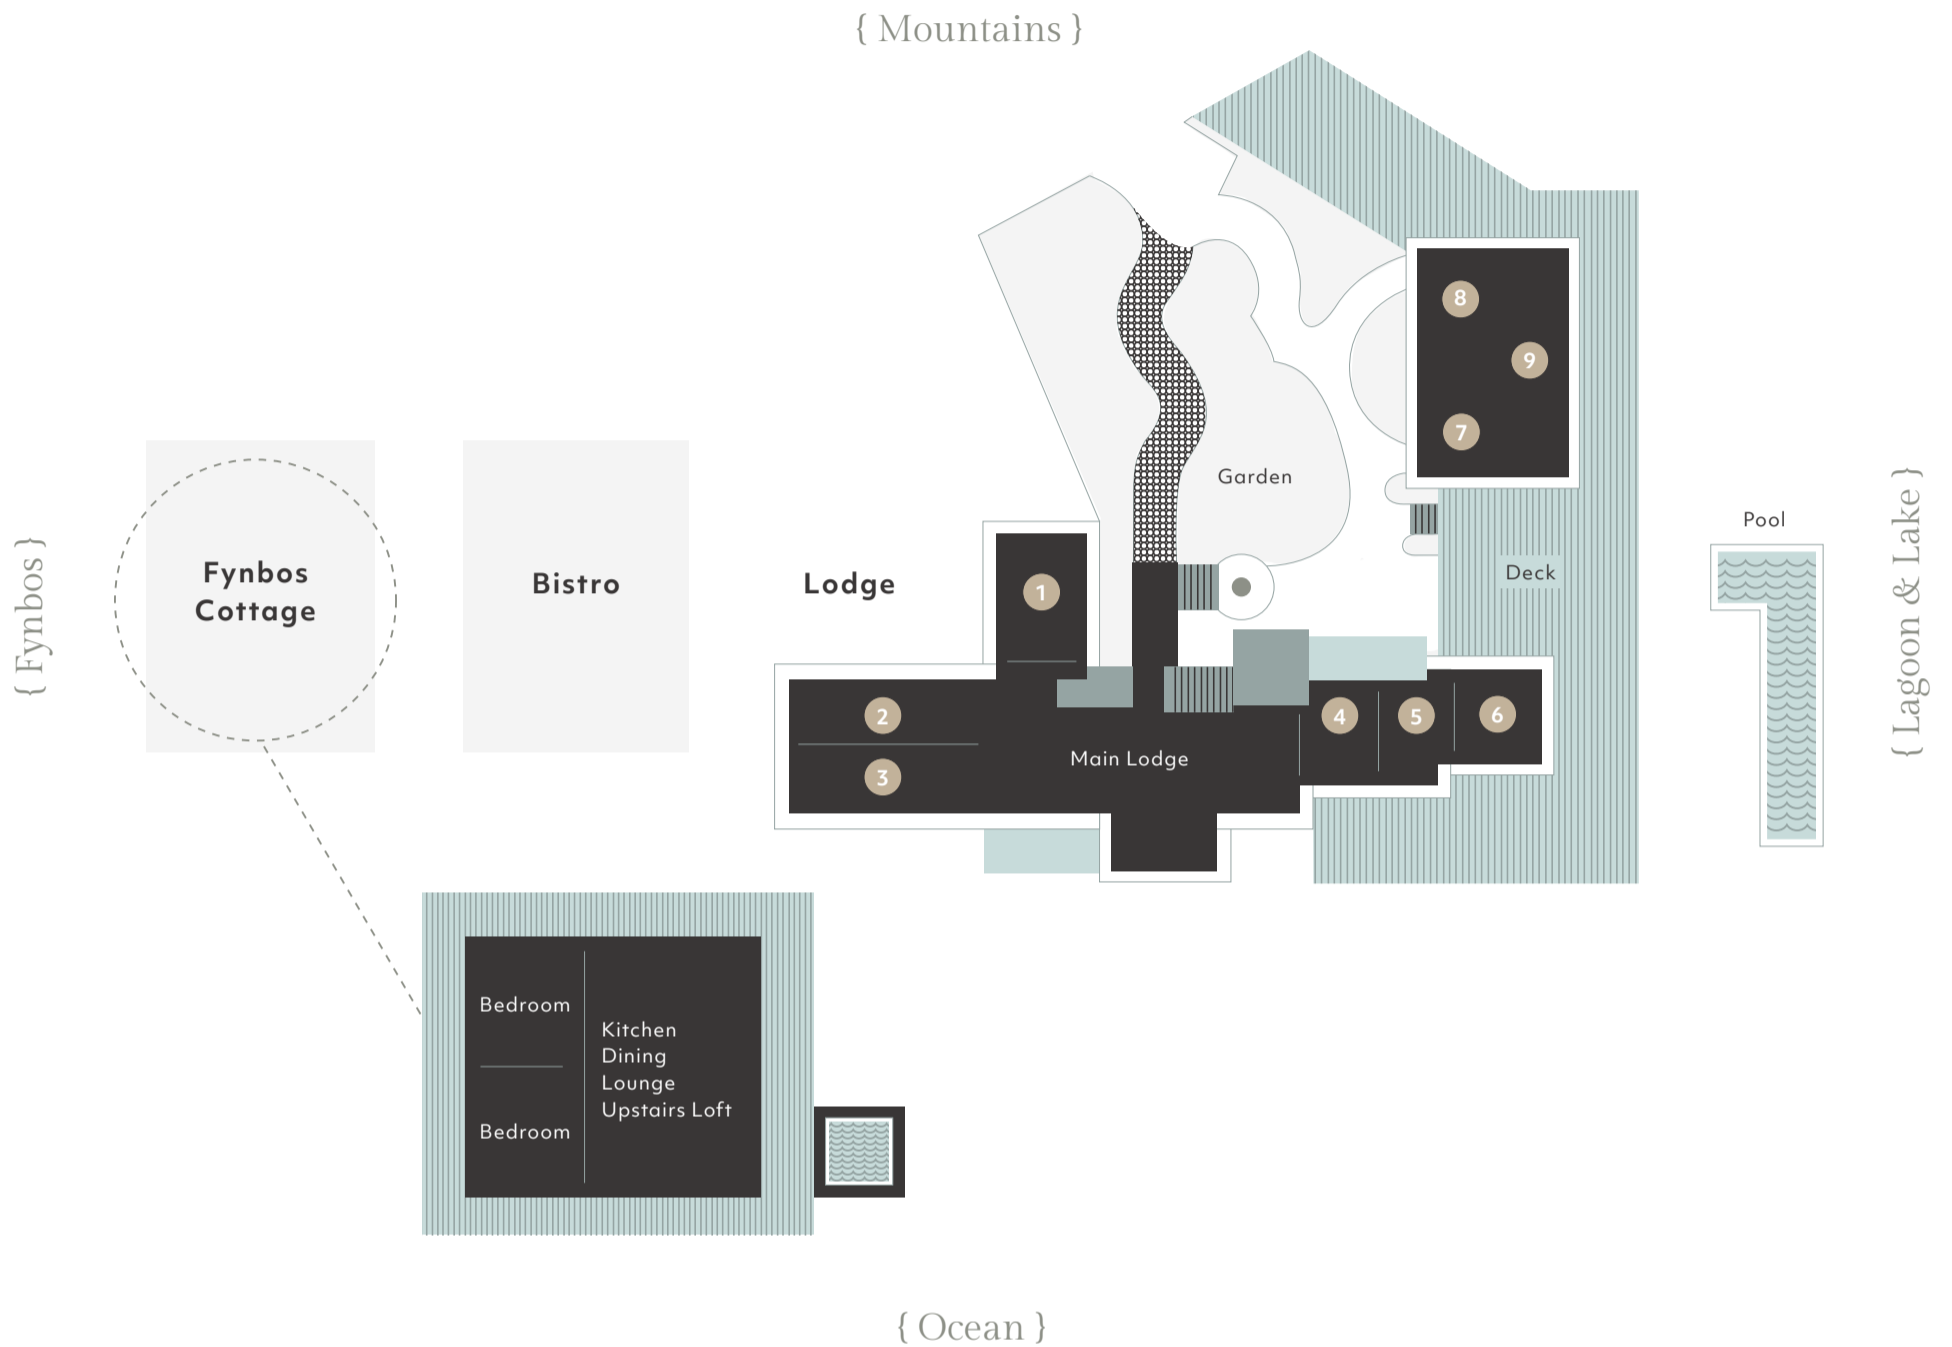 { Mountains }
8
9
7
Garden
{ Fynbos }
Fynbos
Cottage
Bistro
Lodge
1
Deck
Pool
{ Lagoon & Lake }
2
3
Main Lodge
4
5
6
Bedroom
Bedroom
Kitchen
Dining
Lounge
Upstairs Loft
{ Ocean }